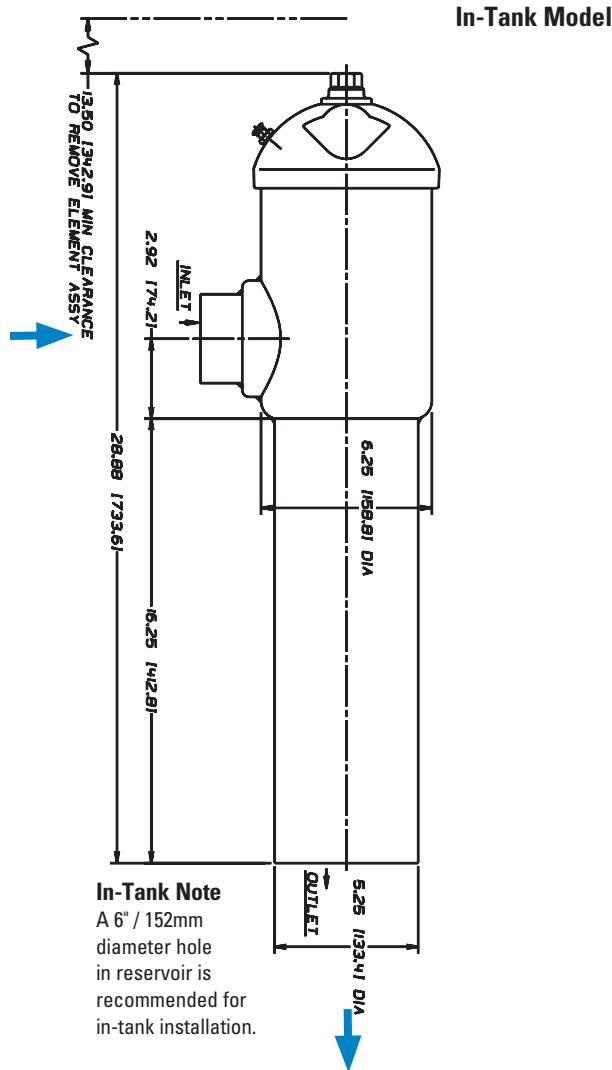 In-Tank Model
13.50 [342.9] MIN CLEARANCE
TO REMOVE ELEMENT ASSY
2.92 [74.2]
INLET
28.88 [733.6]
6.25 [158.8] DIA
16.25 [412.8]
OUTLET
5.25 [133.4] DIA
In-Tank Note
A 6" / 152mm
diameter hole
in reservoir is
recommended for
in-tank installation.